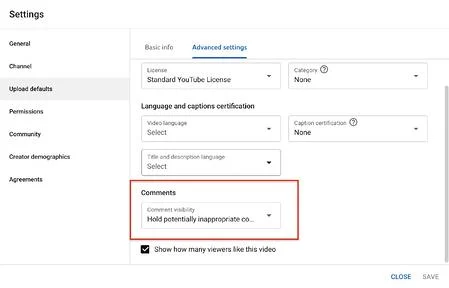 Settings
General
Channel
Upload defaults
Permissions
Community
Creator demographics
Agreements
Basic info
Advanced settings
License
Standard YouTube License
Category
None
Language and captions certification
Video language
Select
Caption certification
None
Title and description language
Select
Comments
Comment visibility
Hold potentially inappropriate co...
Show how many viewers like this video
CLOSE
SAVE